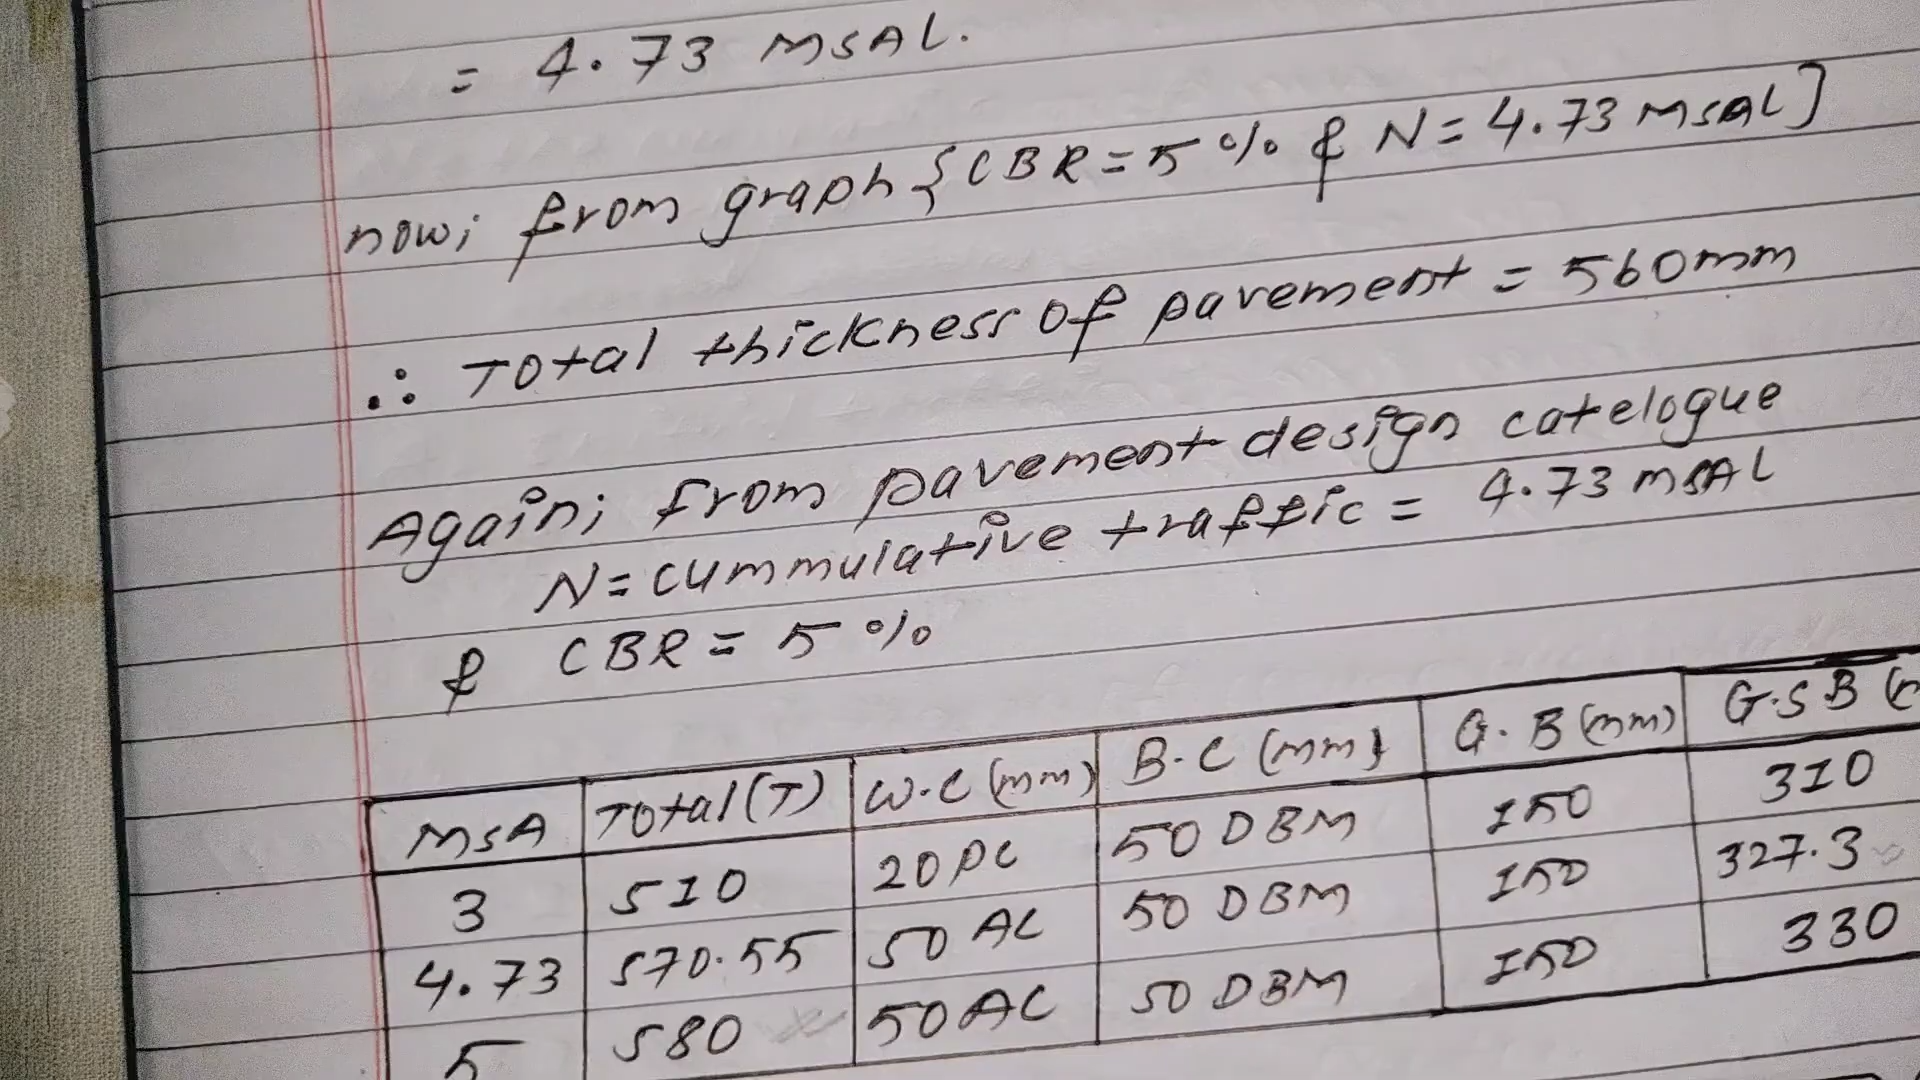 = 4.73 MSAL.
now; from graph {CBR = 5 % & N = 4.73 MSAL]
∴ Total thickness of pavement = 560mm
Again; from pavement design catelogue
N = cummulative traffic = 4.73 MSAL
& CBR = 5 %
MSA Total(T) W.C (mm) B.C (mm) G.B (mm) G.S B
3 510 20 PC 50 DBM 150 310
4.73 570.55 50 AC 50 DBM 150 327.3
5 580 50 AC 50 DBM 150 330